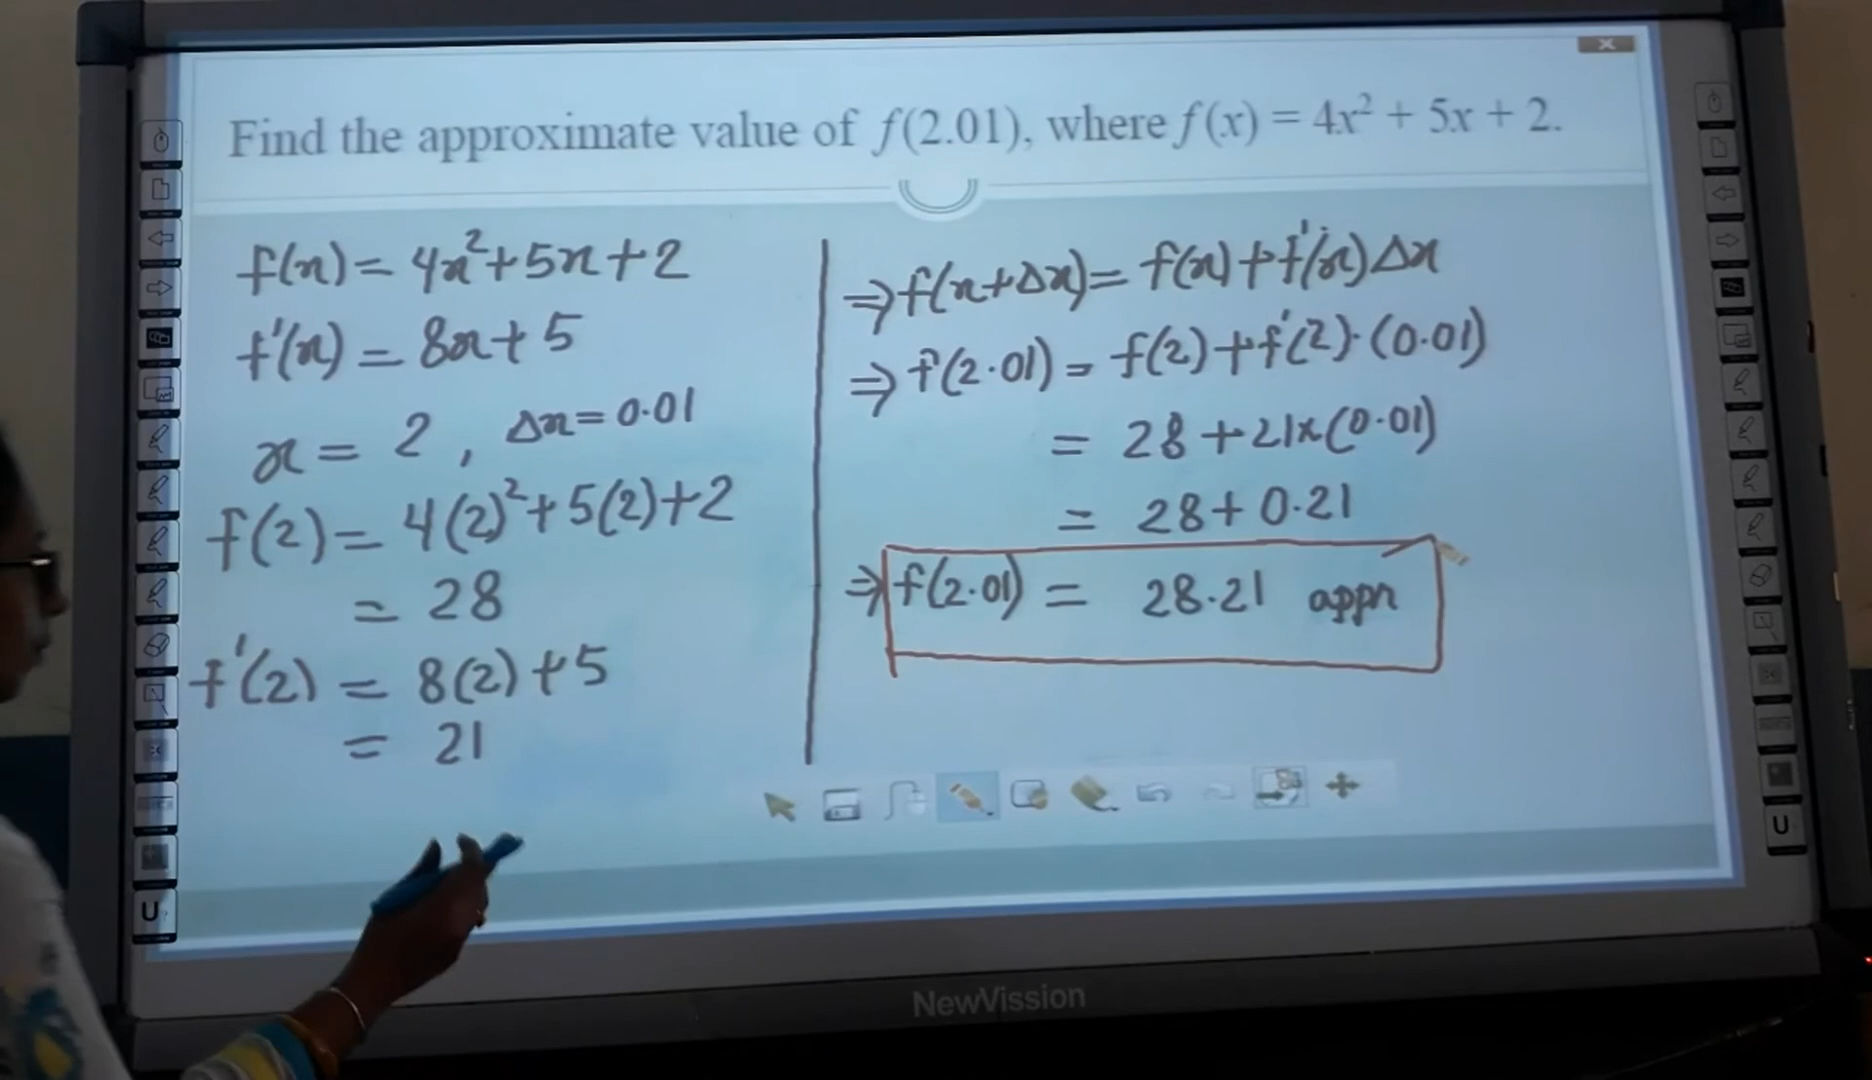 Find the approximate value of f(2.01), where f(x) = 4x² + 5x + 2.
f(x) = 4x²+5x+2
f'(x) = 8x+5
x = 2, Δx=0.01
f(2) = 4(2)²+5(2)+2
= 28
f'(2) = 8(2)+5
= 21
⇒f(x+Δx)= f(x)+f'(x)Δx
⇒f(2.01) = f(2)+f'(2)·(0.01)
= 28+21×(0.01)
= 28+0.21
⇒f(2.01) = 28.21 appr
U
U
NewVission